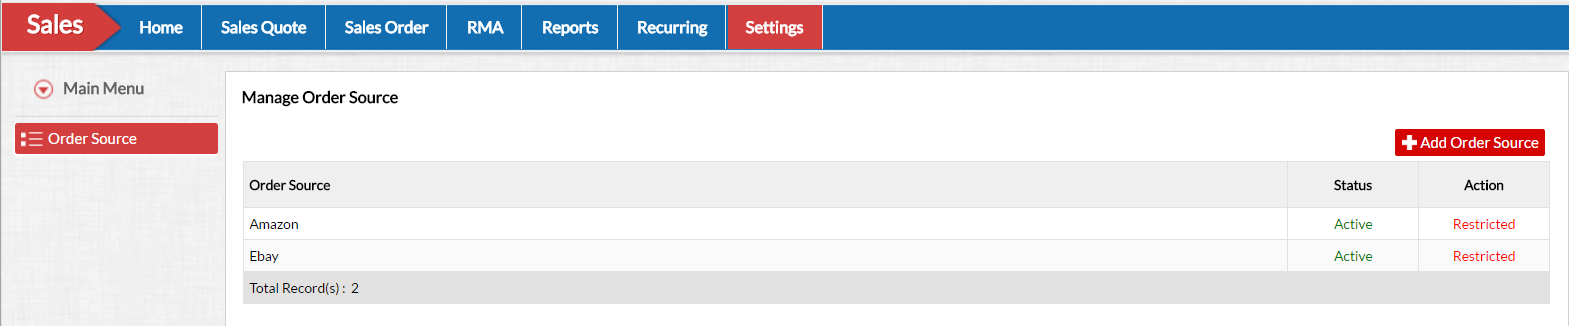 Sales Home Sales Quote Sales Order RMA Reports Recurring Settings
Main Menu
Order Source
Manage Order Source
Add Order Source
Order Source Status Action
Amazon Active Restricted
Ebay Active Restricted
Total Record(s) : 2